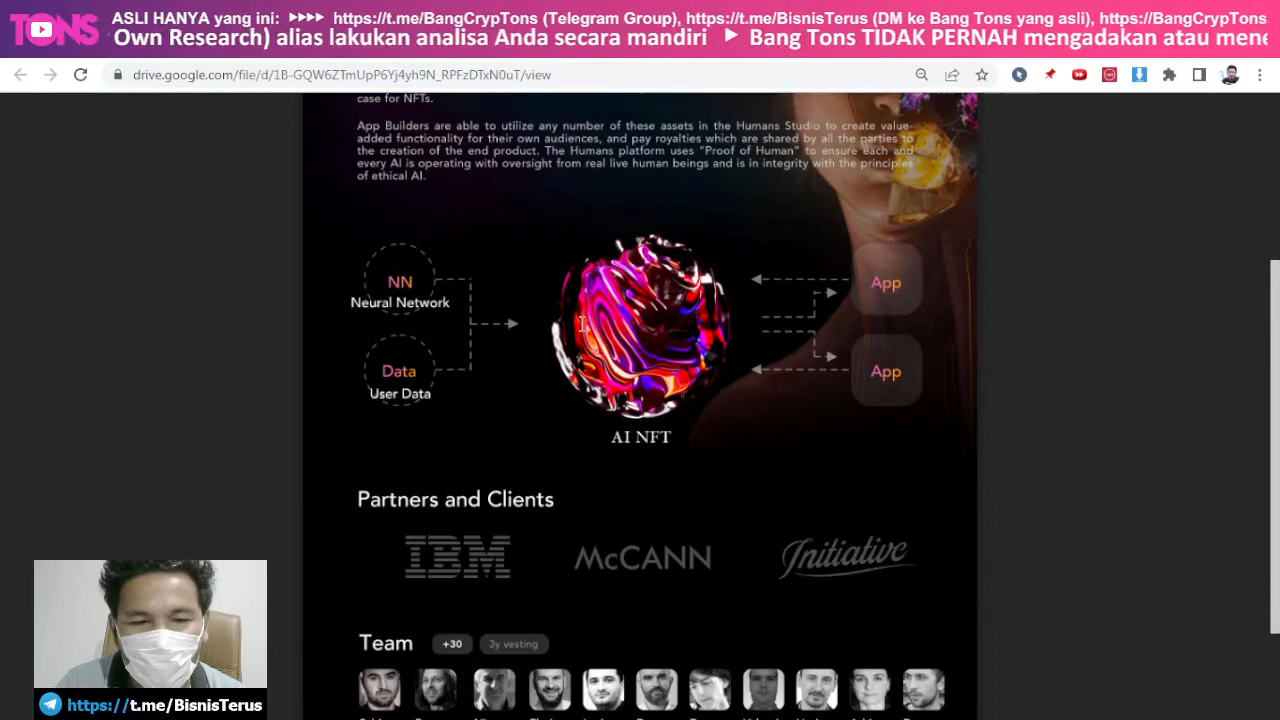 TONS
ASLI HANYA yang ini: ►►►► https://t.me/BangCrypTons (Telegram Group), https://t.me/BisnisTerus (DM ke Bang Tons yang asli), https://BangCrypTons.
Own Research) alias lakukan analisa Anda secara mandiri ► Bang Tons TIDAK PERNAH mengadakan atau mene
drive.google.com/file/d/1B-GQW6ZTmUpP6Yj4yh9N_RPFzDTxN0uT/view
case for NFTs.
App Builders are able to utilize any number of these assets in the Humans Studio to create value-
added functionality for their own audiences, and pay royalties which are shared by all the parties to
the creation of the end product. The Humans platform uses "Proof of Human" to ensure each and
every AI is operating with oversight from real live human beings and is in integrity with the principles
of ethical AI.
NN
Neural Network
Data
User Data
App
App
AI NFT
Partners and Clients
IBM
McCANN
Initiative
Team +30 3y vesting
https://t.me/BisnisTerus